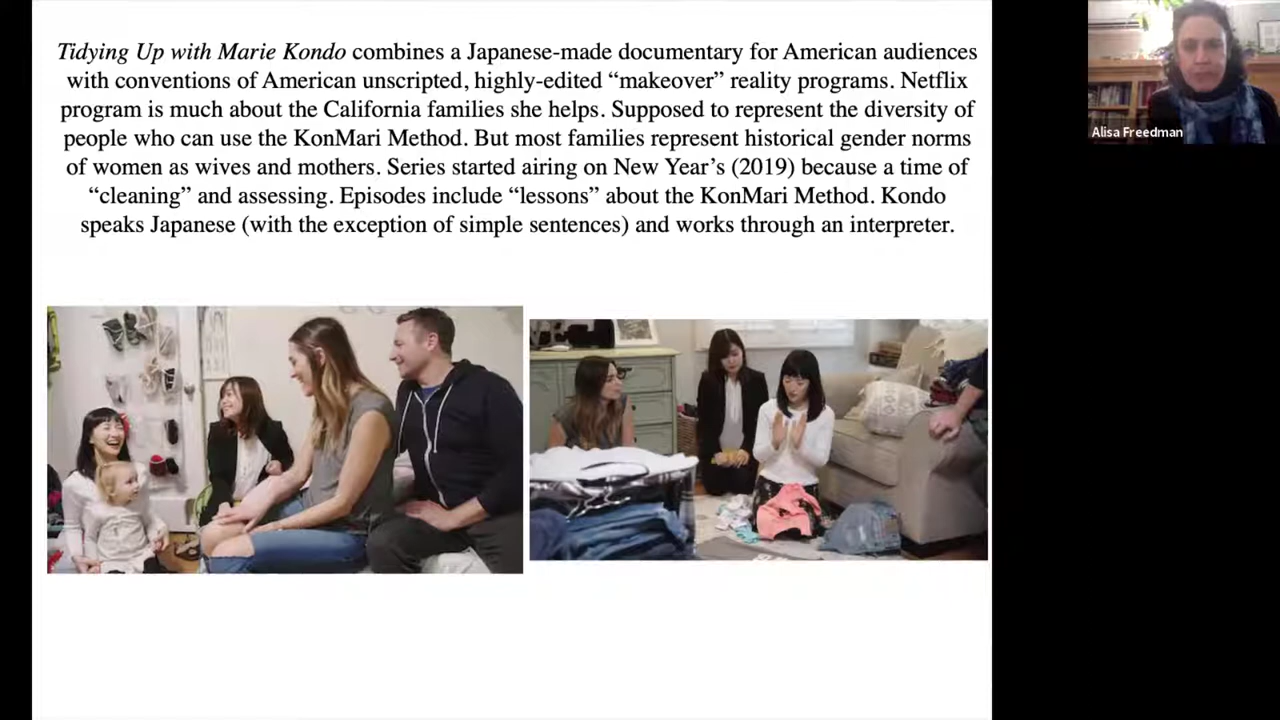 Tidying Up with Marie Kondo combines a Japanese-made documentary for American audiences
with conventions of American unscripted, highly-edited “makeover” reality programs. Netflix
program is much about the California families she helps. Supposed to represent the diversity of
people who can use the KonMari Method. But most families represent historical gender norms
of women as wives and mothers. Series started airing on New Year’s (2019) because a time of
“cleaning” and assessing. Episodes include “lessons” about the KonMari Method. Kondo
speaks Japanese (with the exception of simple sentences) and works through an interpreter.
Alisa Freedman